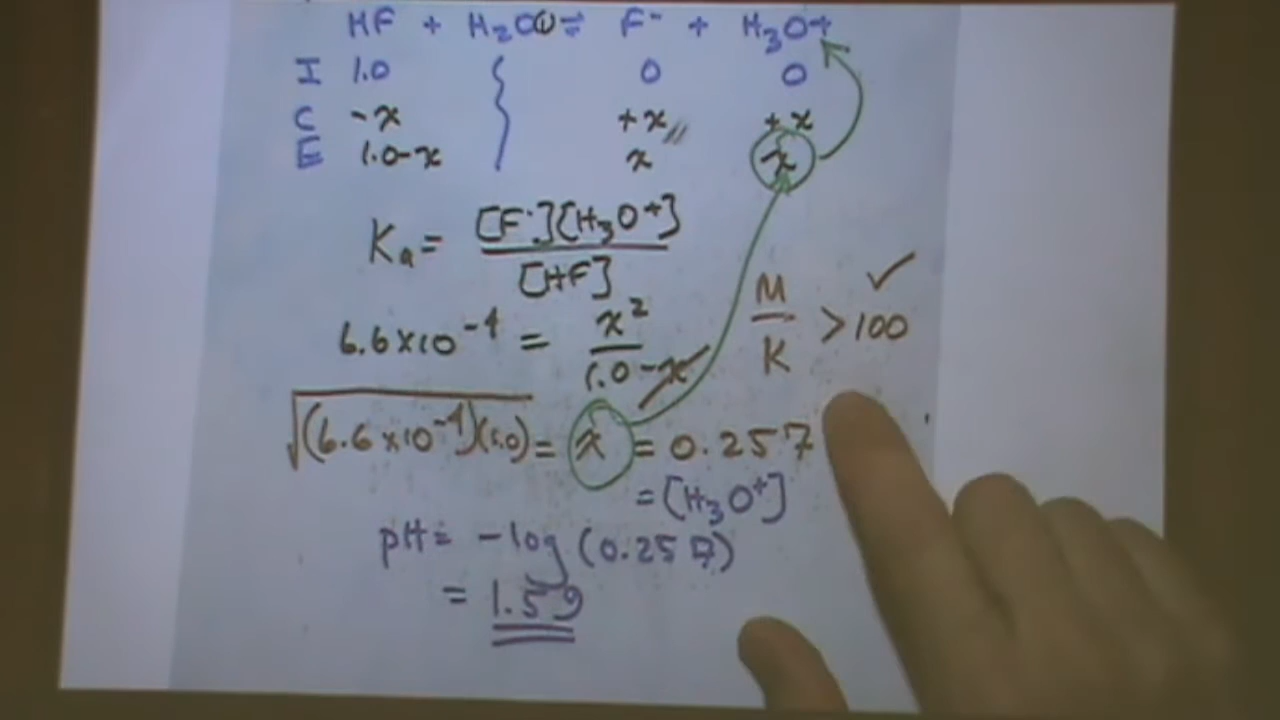 HF + H₂O(l) ⇌ F⁻ + H₃O+
I 1.0 0 0
C -x +x +x
E 1.0-x x x
Ka = [F⁻][H₃O⁺]
[HF]
M
K > 100 ✓
6.6x10⁻⁴ = x²
1.0-x
√(6.6x10⁻⁴)(1.0) = x = 0.257
= [H₃O⁺]
pH = -log (0.257)
= 1.59